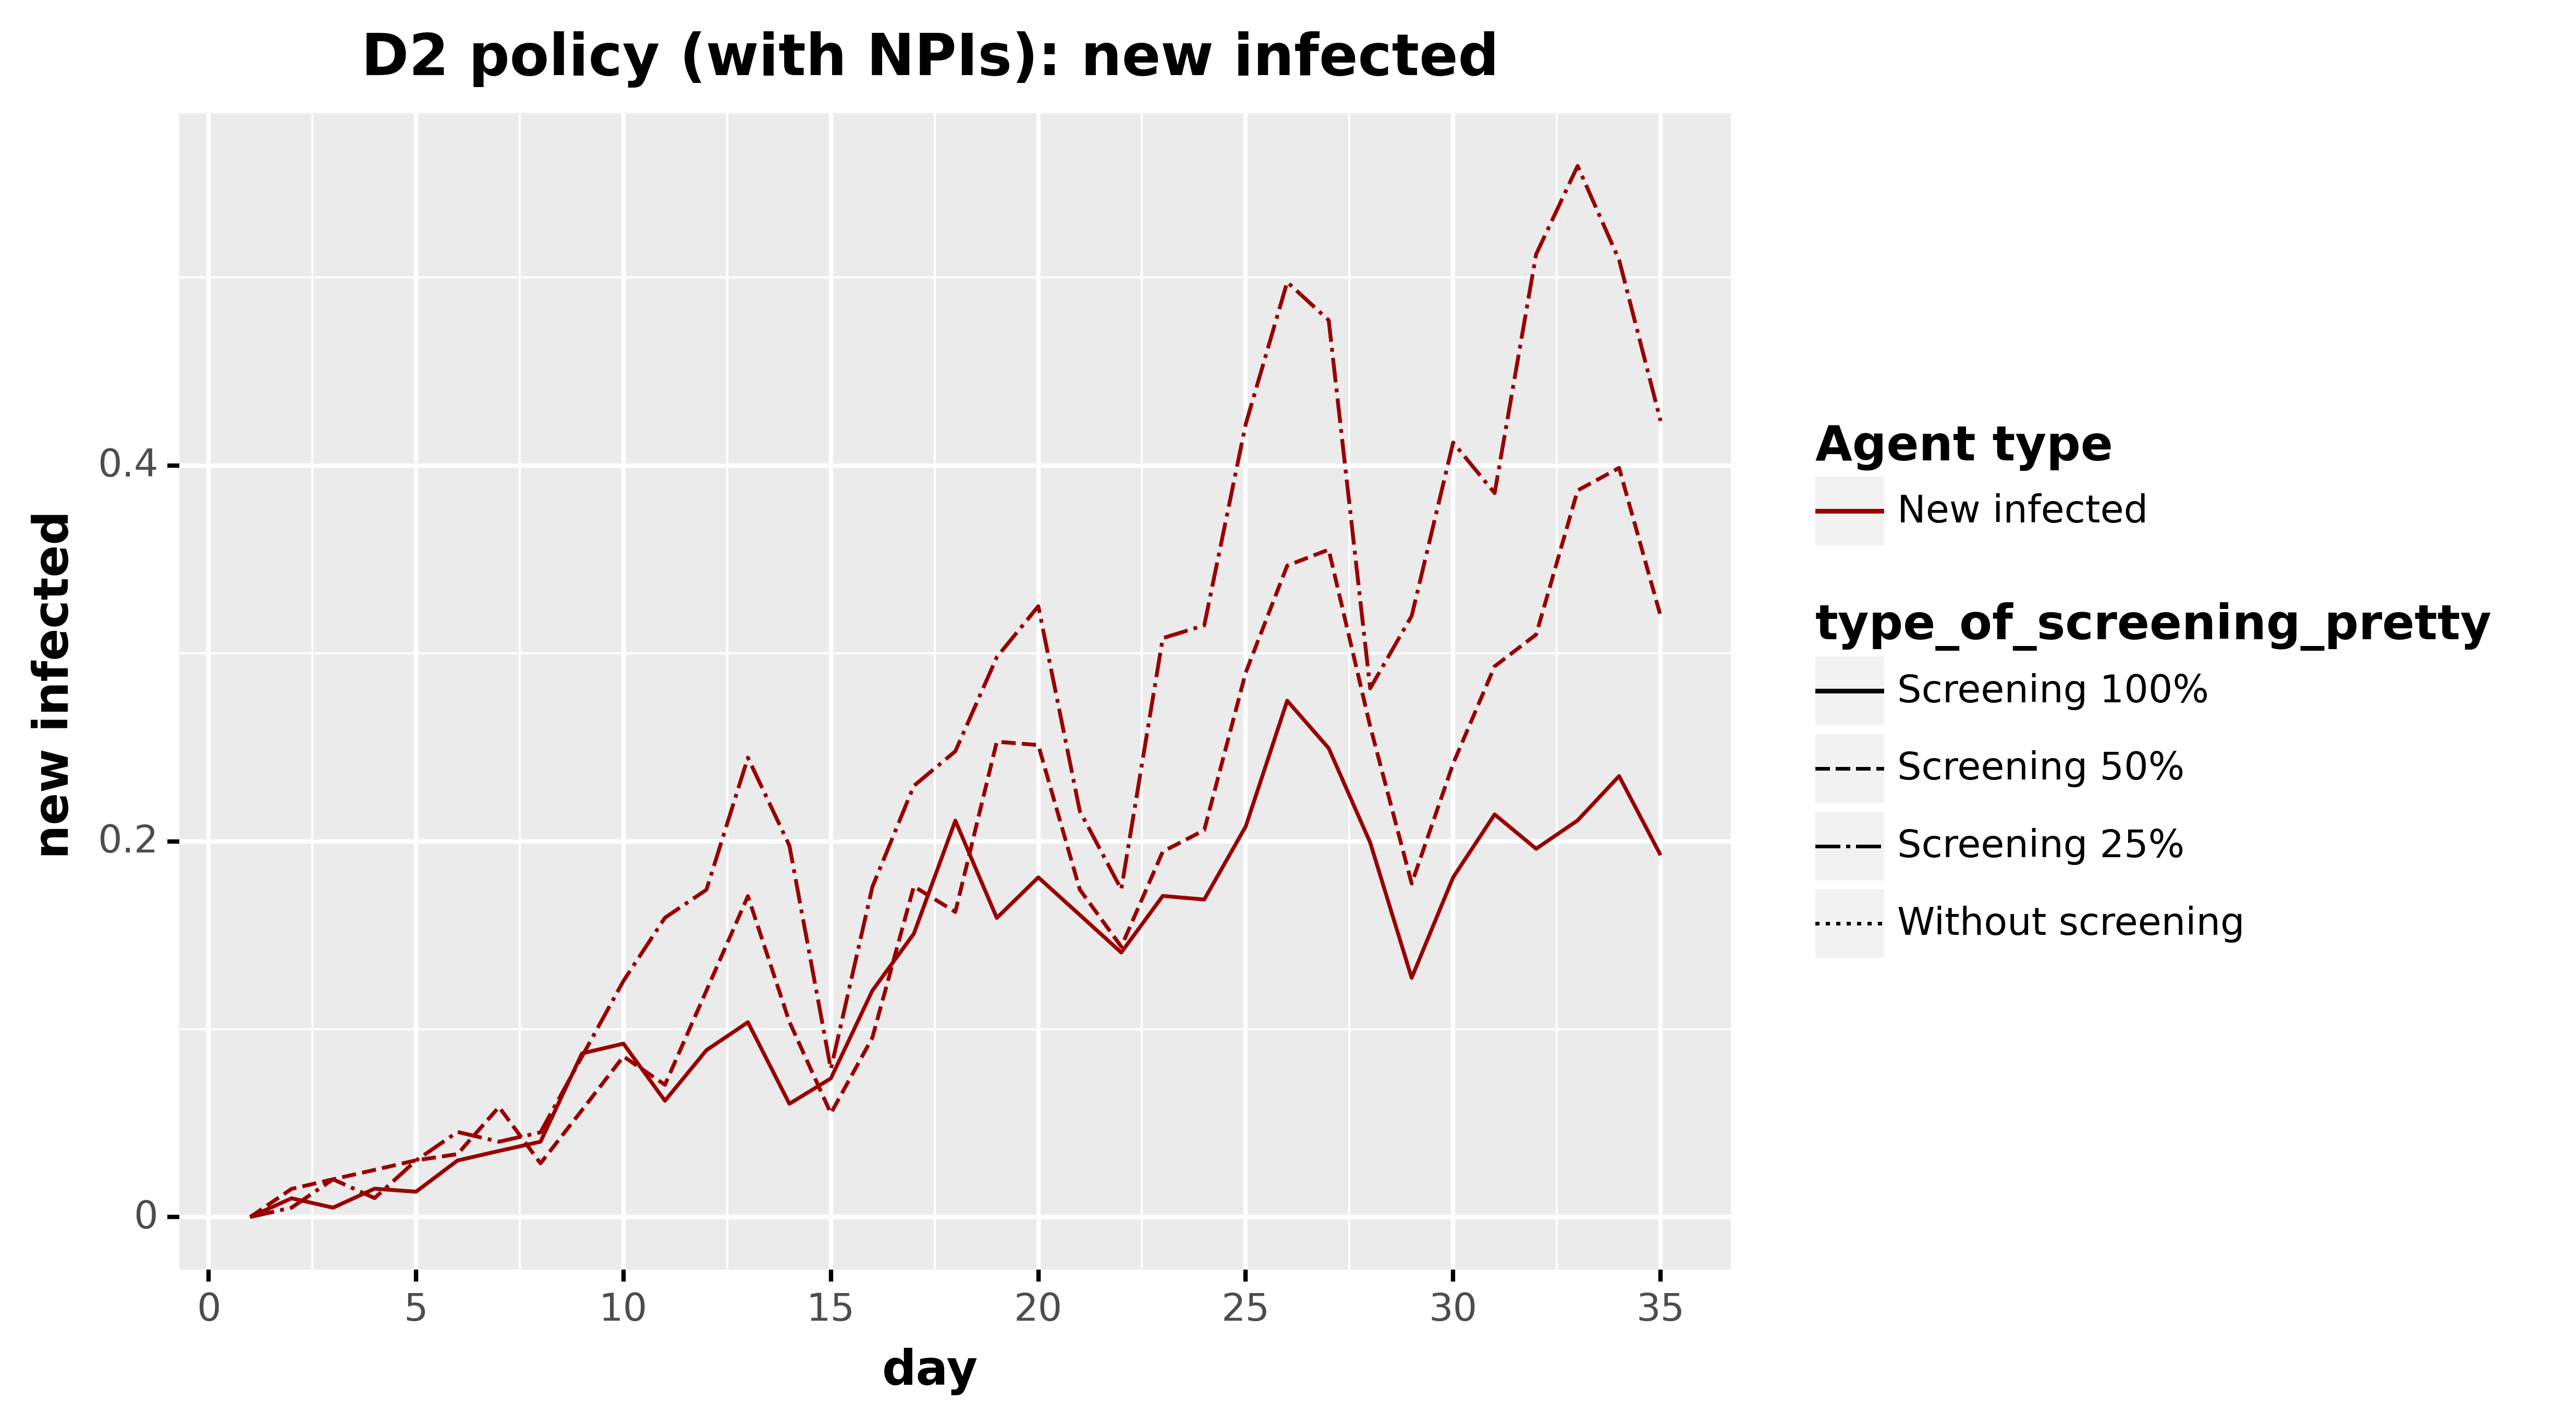 D2 policy (with NPIs): new infected
new infected
0.4
0.2
0
0 5 10 15 20 25 30 35
day
Agent type
New infected
type_of_screening_pretty
Screening 100%
Screening 50%
Screening 25%
Without screening